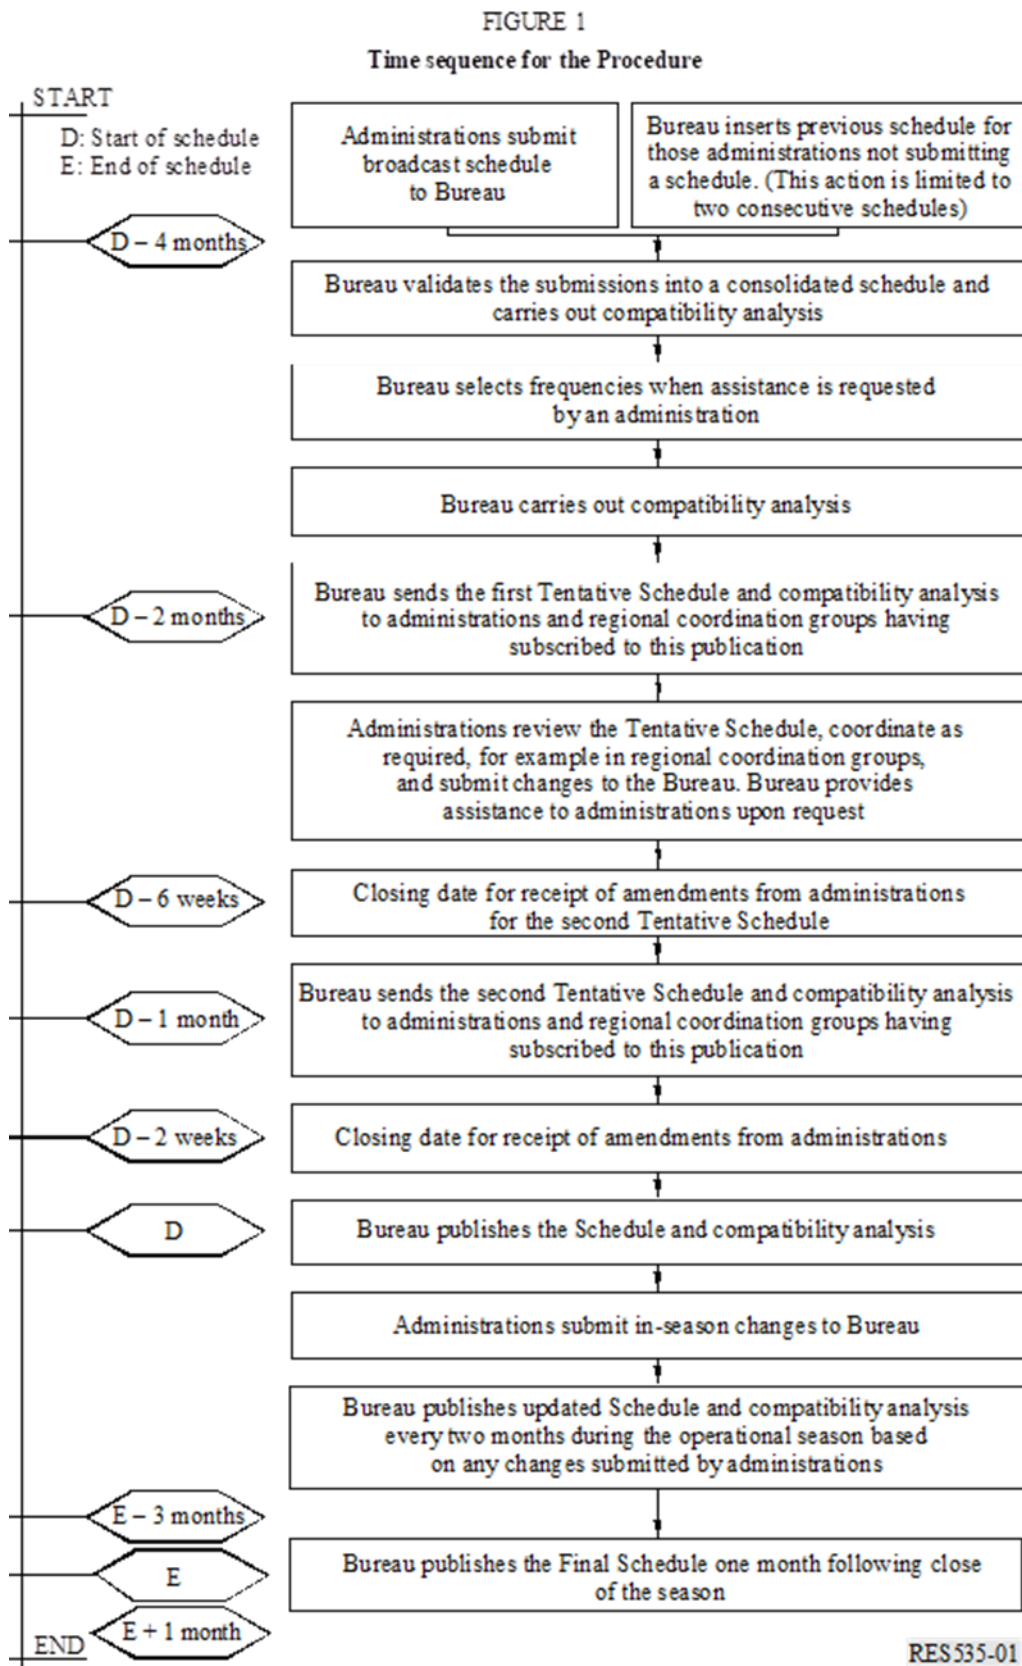 FIGURE 1
Time sequence for the Procedure
START
D: Start of schedule
E: End of schedule
Administrations submit
broadcast schedule
to Bureau
Bureau inserts previous schedule for
those administrations not submitting
a schedule. (This action is limited to
two consecutive schedules)
D – 4 months
Bureau validates the submissions into a consolidated schedule and
carries out compatibility analysis
Bureau selects frequencies when assistance is requested
by an administration
Bureau carries out compatibility analysis
D – 2 months
Bureau sends the first Tentative Schedule and compatibility analysis
to administrations and regional coordination groups having
subscribed to this publication
Administrations review the Tentative Schedule, coordinate as
required, for example in regional coordination groups,
and submit changes to the Bureau. Bureau provides
assistance to administrations upon request
D – 6 weeks
Closing date for receipt of amendments from administrations
for the second Tentative Schedule
D – 1 month
Bureau sends the second Tentative Schedule and compatibility analysis
to administrations and regional coordination groups having
subscribed to this publication
D – 2 weeks
Closing date for receipt of amendments from administrations
D
Bureau publishes the Schedule and compatibility analysis
Administrations submit in-season changes to Bureau
Bureau publishes updated Schedule and compatibility analysis
every two months during the operational season based
on any changes submitted by administrations
E – 3 months
E
Bureau publishes the Final Schedule one month following close
of the season
E + 1 month
END
RES535-01